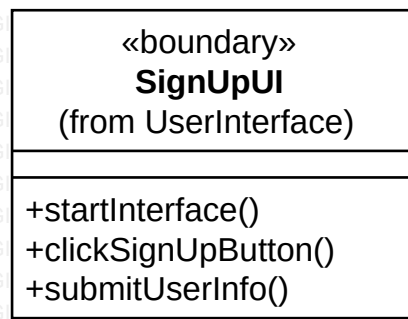 «boundary»
SignUpUI
(from UserInterface)
+startInterface()
+clickSignUpButton()
+submitUserInfo()